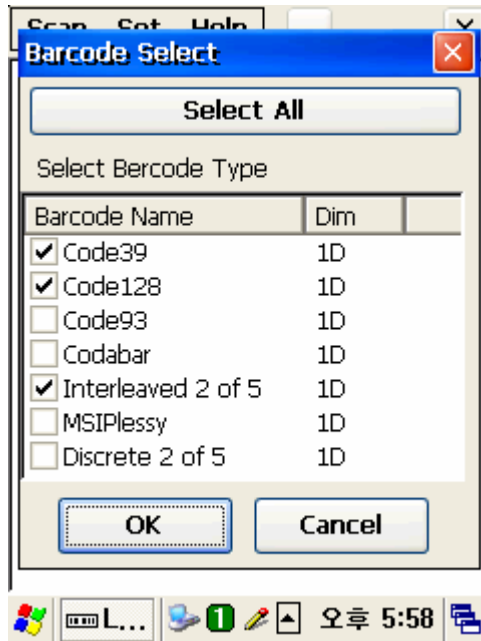 Scan Set Help
Barcode Select
Select All
Select Bercode Type
Barcode Name Dim
Code39 1D
Code128 1D
Code93 1D
Codabar 1D
Interleaved 2 of 5 1D
MSIPlessy 1D
Discrete 2 of 5 1D
OK Cancel
L... 1 오후 5:58